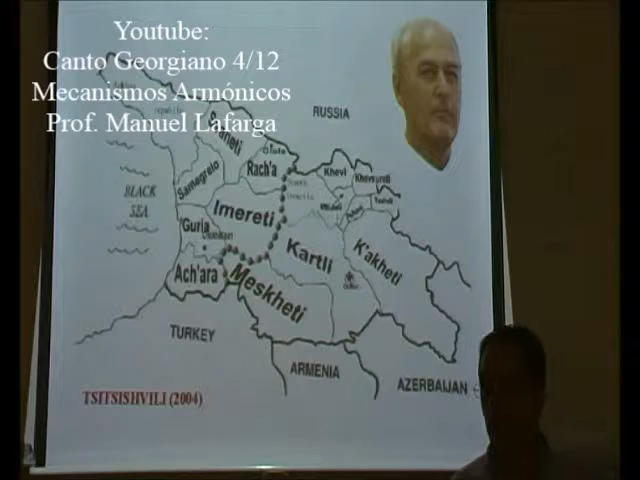 Youtube:
Canto Georgiano 4/12
Mecanismos Armónicos
Prof. Manuel Lafarga
RUSSIA
Svaneti
Rach'a
Khevi
Khevsureti
Samegrelo
BLACK
SEA
Imereti
Guria
Kartli
K'akheti
Ach'ara
Meskheti
TURKEY
ARMENIA
AZERBAIJAN
TSITSISHVILI (2004)